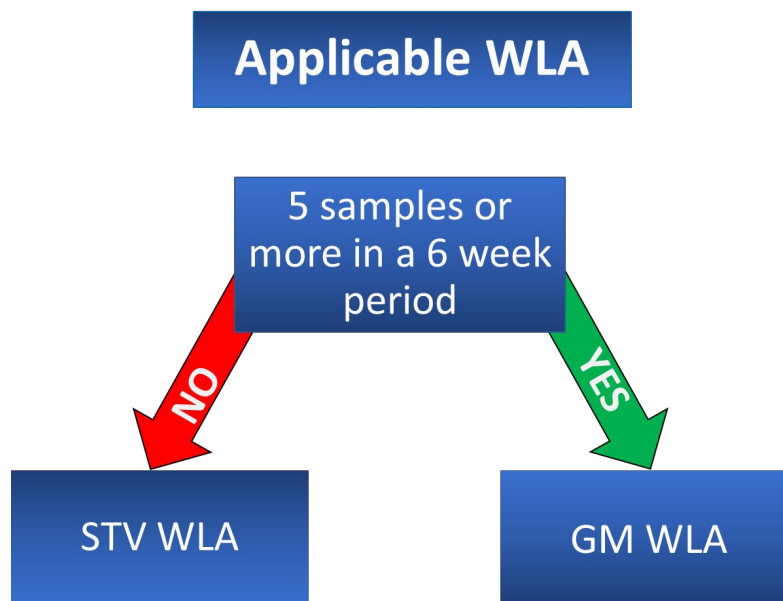 Applicable WLA
5 samples or
more in a 6 week
period
NO
YES
STV WLA
GM WLA